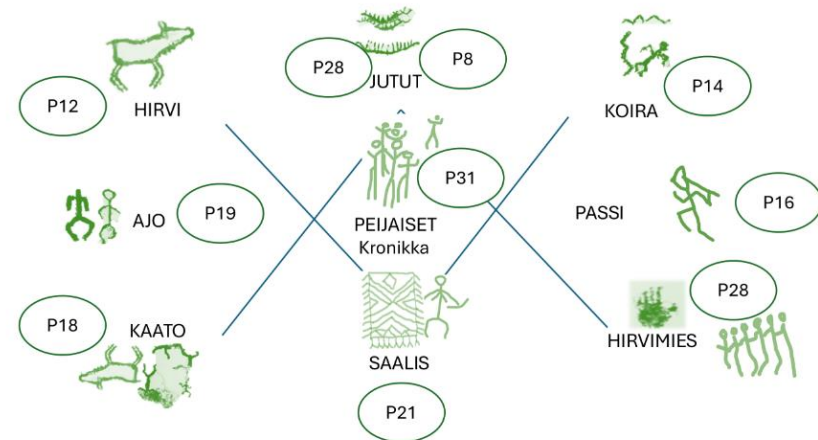 P28
P8
JUTUT
P12
HIRVI
P14
KOIRA
P31
PEIJAISET
Kronikka
P19
AJO
PASSI
P16
P18
KAATO
SAALIS
P21
P28
HIRVIMIES